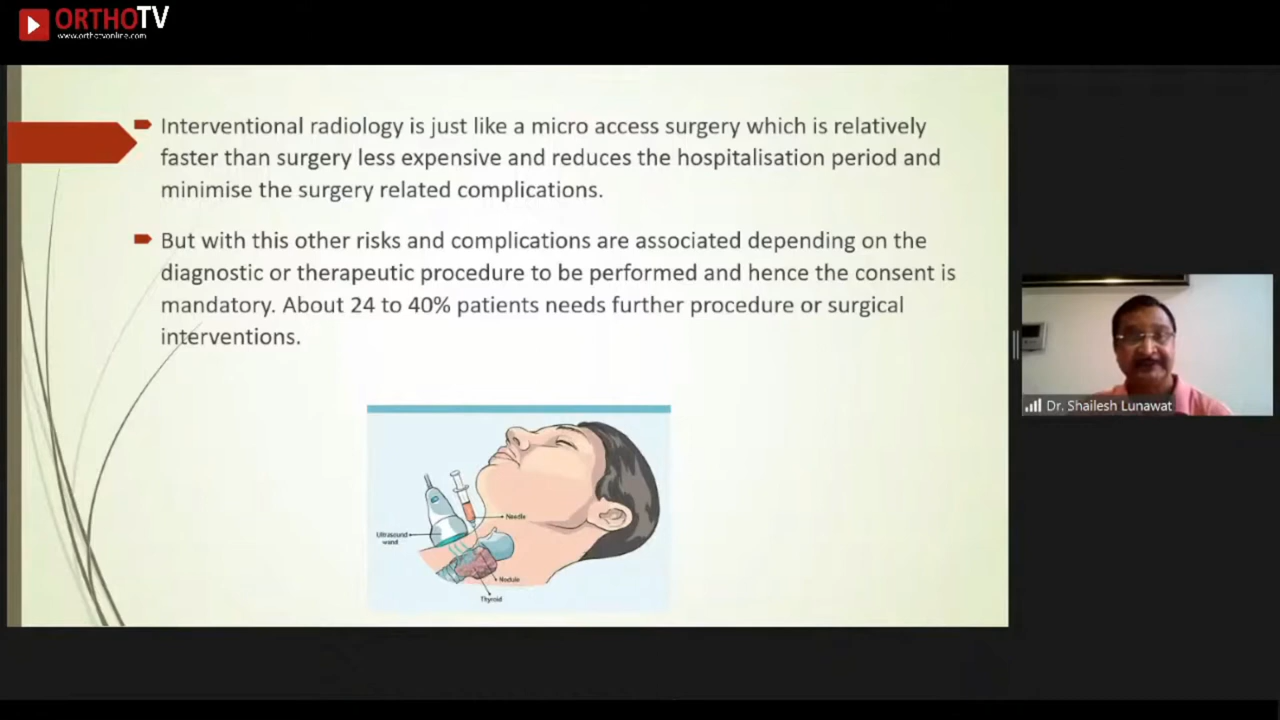 ORTHOTV
www.orthotvonline.com
Interventional radiology is just like a micro access surgery which is relatively
faster than surgery less expensive and reduces the hospitalisation period and
minimise the surgery related complications.
But with this other risks and complications are associated depending on the
diagnostic or therapeutic procedure to be performed and hence the consent is
mandatory. About 24 to 40% patients needs further procedure or surgical
interventions.
Needle
Ultrasound
wand
Nodule
Thyroid
Dr. Shailesh Lunawat